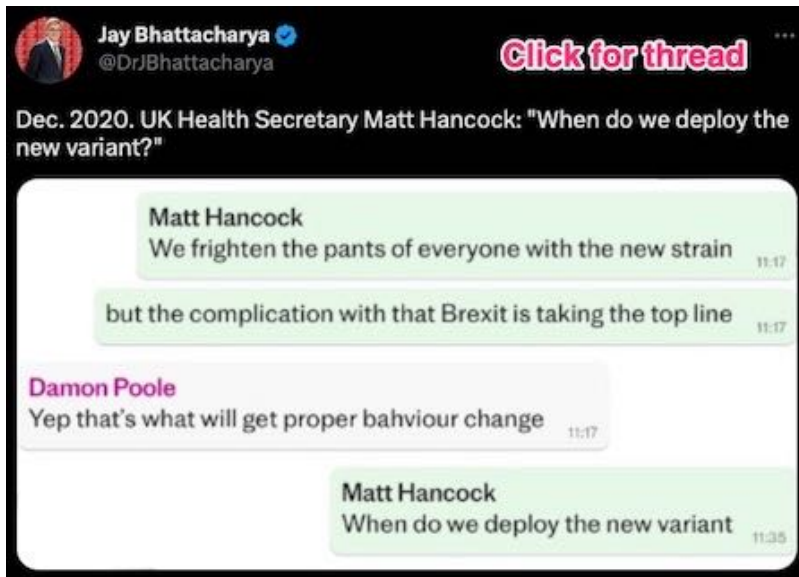 Jay Bhattacharya
@DrJBhattacharya
Click for thread
Dec. 2020. UK Health Secretary Matt Hancock: "When do we deploy the
new variant?"
Matt Hancock
We frighten the pants of everyone with the new strain
11:17
but the complication with that Brexit is taking the top line
11:17
Damon Poole
Yep that's what will get proper bahviour change
11:17
Matt Hancock
When do we deploy the new variant
11:35